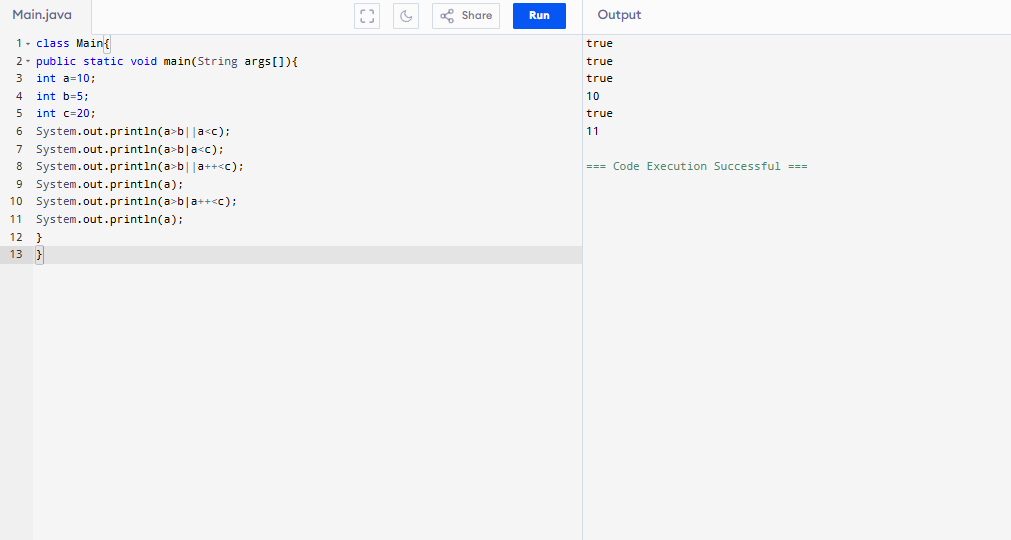 Main.java Share Run Output
1 class Main{
2 public static void main(String args[]){
3 int a=10;
4 int b=5;
5 int c=20;
6 System.out.println(a>b||a<c);
7 System.out.println(a>b|a<c);
8 System.out.println(a>b||a++<c);
9 System.out.println(a);
10 System.out.println(a>b|a++<c);
11 System.out.println(a);
12 }
13 }
true
true
true
10
true
11
=== Code Execution Successful ===